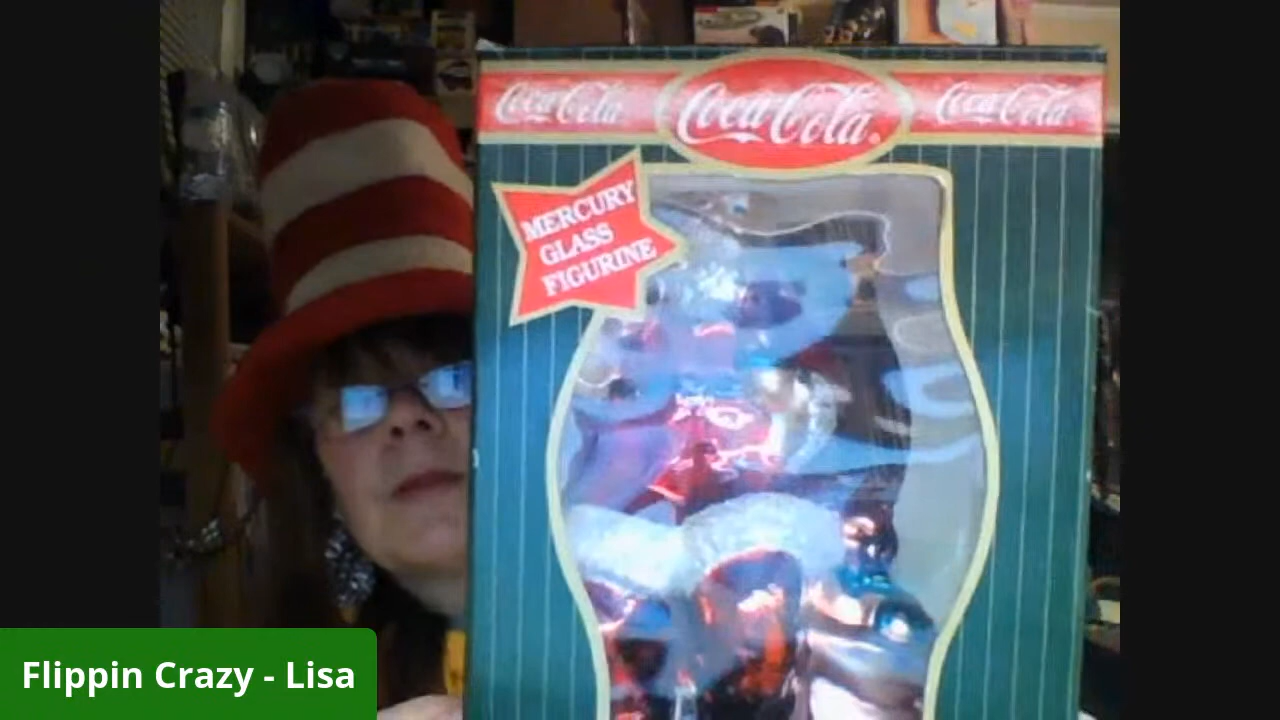 Coca-Cola Coca-Cola® Coca-Cola
MERCURY
GLASS
FIGURINE
Flippin Crazy - Lisa